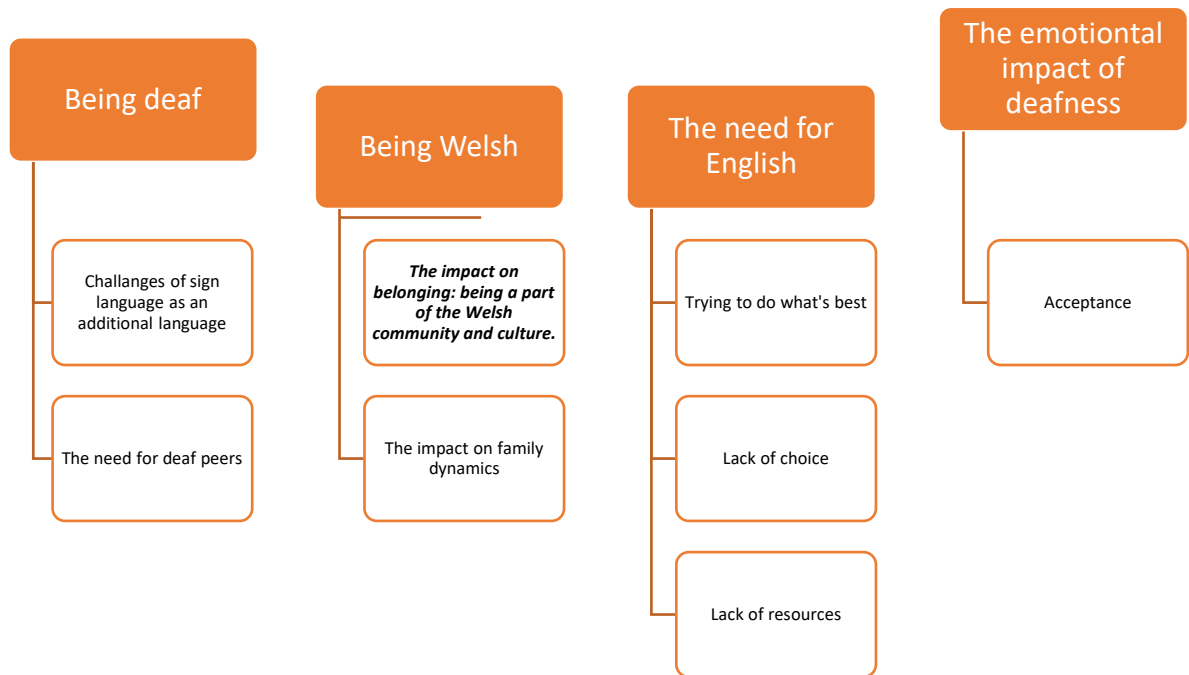 Being deaf
Challanges of sign
language as an
additional language
The need for deaf peers
Being Welsh
The impact on
belonging: being a part
of the Welsh
community and culture.
The impact on family
dynamics
The need for
English
Trying to do what's best
Lack of choice
Lack of resources
The emotiontal
impact of
deafness
Acceptance